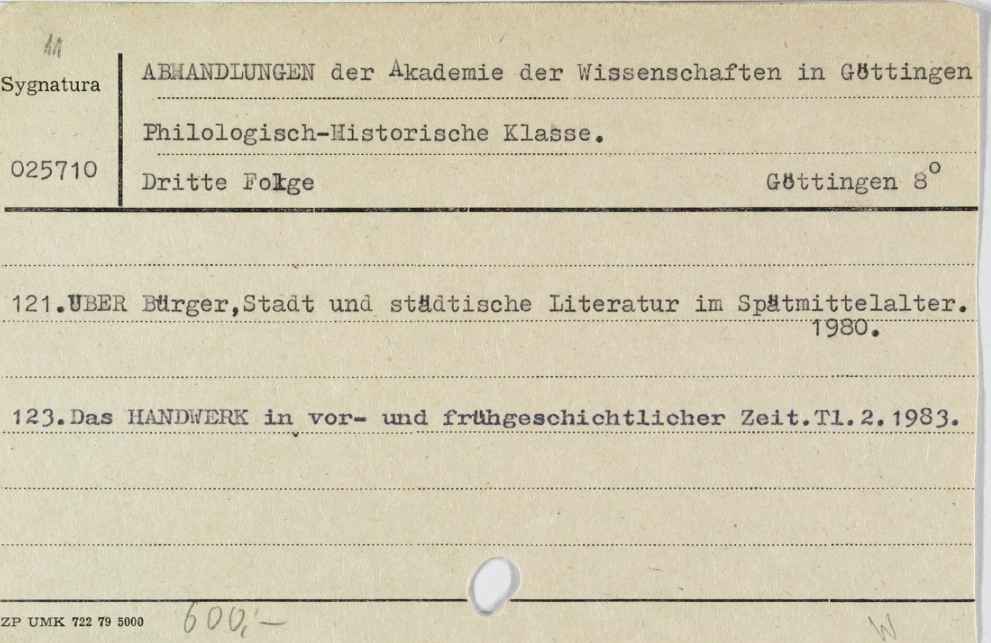 Sygnatura
025710
ABHANDLUNGEN der Akademie der Wissenschaften in Göttingen
Philologisch-Historische Klasse.
Dritte Folge
Göttingen 8°
121.ÜBER Bürger,Stadt und städtische Literatur im Spätmittelalter.
1980.
123.Das HANDWERK in vor- und frühgeschichtlicher Zeit.Tl.2.1983.
ZP UMK 722 79 5000
600,-
W